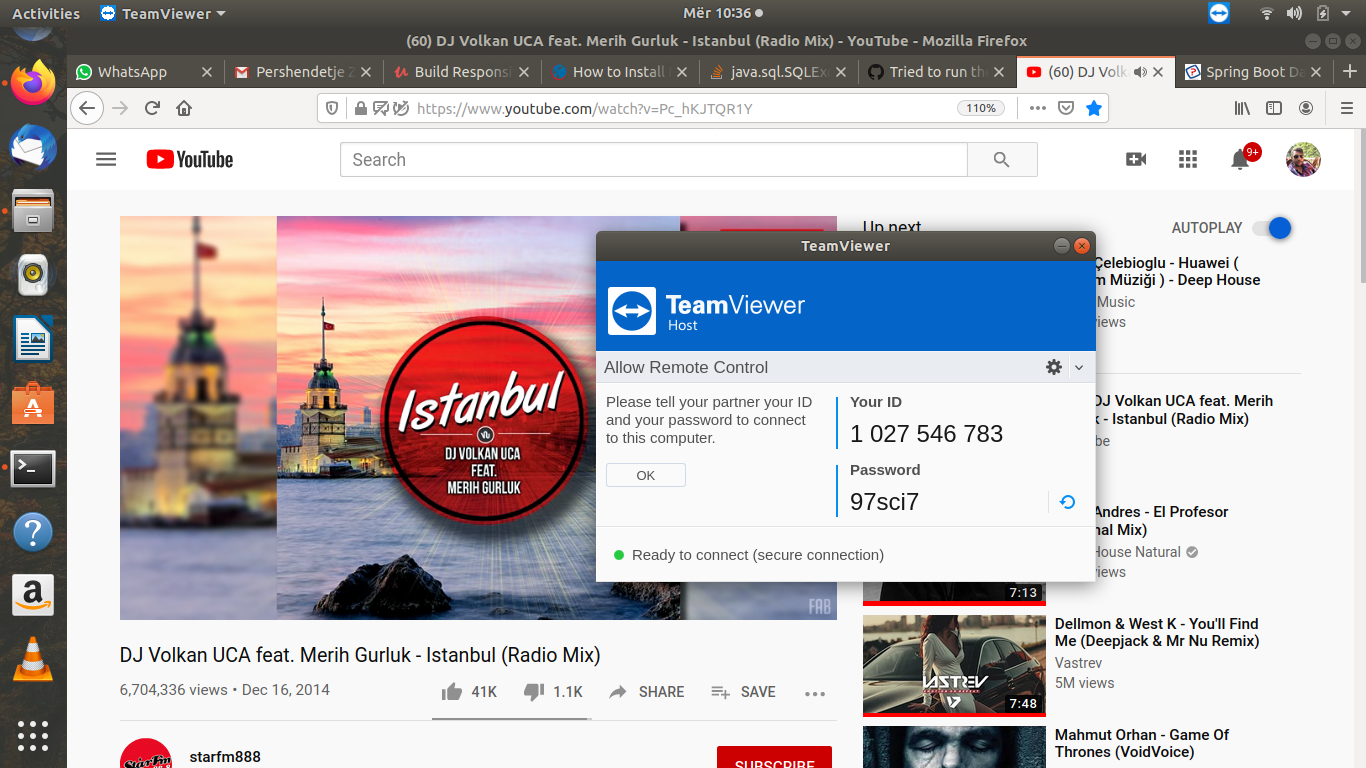 Activities
TeamViewer
Mër 10:36
(60) DJ Volkan UCA feat. Merih Gurluk - Istanbul (Radio Mix) - YouTube - Mozilla Firefox
WhatsApp
Pershendetje
Build Respons
How to Install
java.sql.SQLExc
Tried to run the
(60) DJ Volk
Spring Boot Da
https://www.youtube.com/watch?v=Pc_hKJTQR1Y
110%
YouTube
Search
9+
Up next
AUTOPLAY
Istanbul
DJ VOLKAN UCA
FEAT.
MERIH GURLUK
FAB
TeamViewer
TeamViewer
Host
Allow Remote Control
Please tell your partner your ID
and your password to connect
to this computer.
OK
Your ID
1 027 546 783
Password
97sci7
Ready to connect (secure connection)
Çelebioglu - Huawei (
m Müziği ) - Deep House
Music
views
DJ Volkan UCA feat. Merih
k - Istanbul (Radio Mix)
be
Andres - El Profesor
nal Mix)
House Natural
views
7:13
Dellmon & West K - You'll Find
Me (Deepjack & Mr Nu Remix)
Vastrev
5M views
VASTREV
7:48
Mahmut Orhan - Game Of
Thrones (VoidVoice)
DJ Volkan UCA feat. Merih Gurluk - Istanbul (Radio Mix)
6,704,336 views • Dec 16, 2014
41K
1.1K
SHARE
SAVE
StarFm
starfm888
SUBSCRIBE